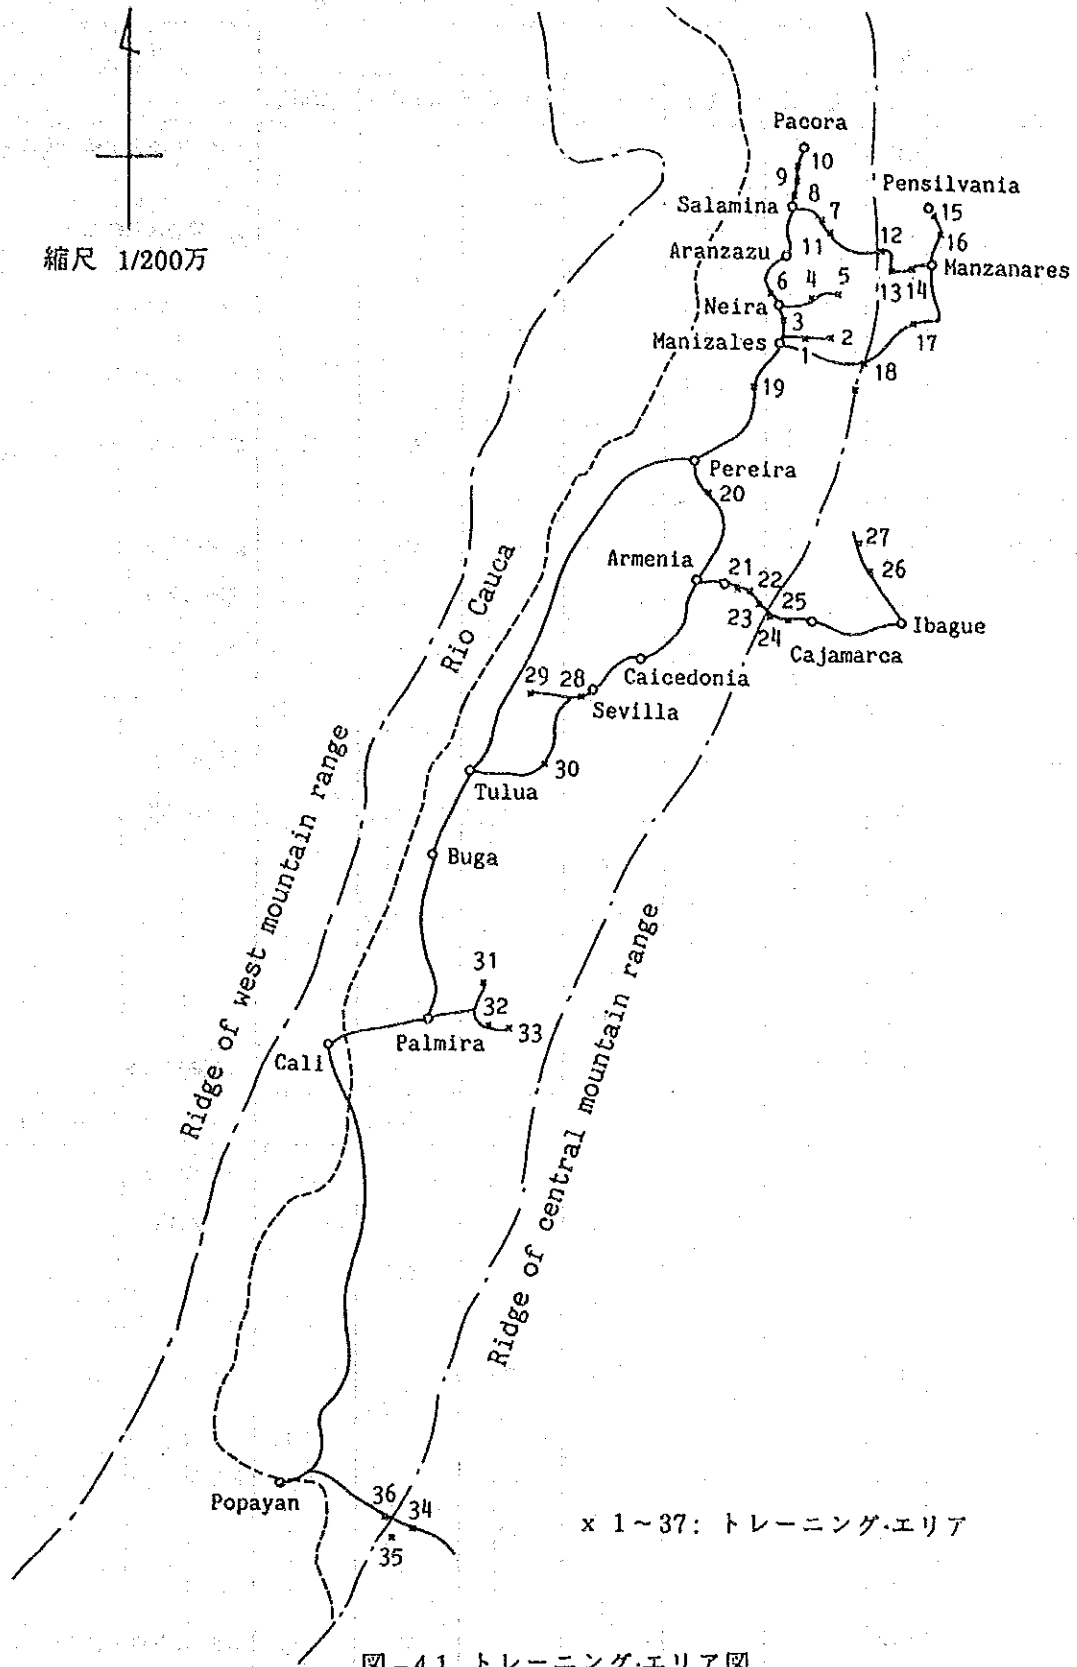 Pacora
9
10
Pensilvania
Salamina
8
7
15
縮尺 1/200万
Aranzazu
11
12
16
Manzanares
6
4
5
13
14
Neira
3
Manizales
1
2
17
18
19
Pereira
20
27
Armenia
21
22
26
Rio Cauca
23
25
24
Ibague
Cajamarca
29
28
Caicedonia
Sevilla
30
Tulua
Ridge of west mountain range
Buga
31
32
33
Palmira
Cali
Ridge of central mountain range
36
34
Popayan
35
x 1~37: トレーニング・エリア
図-4.1 トレーニング・エリア図